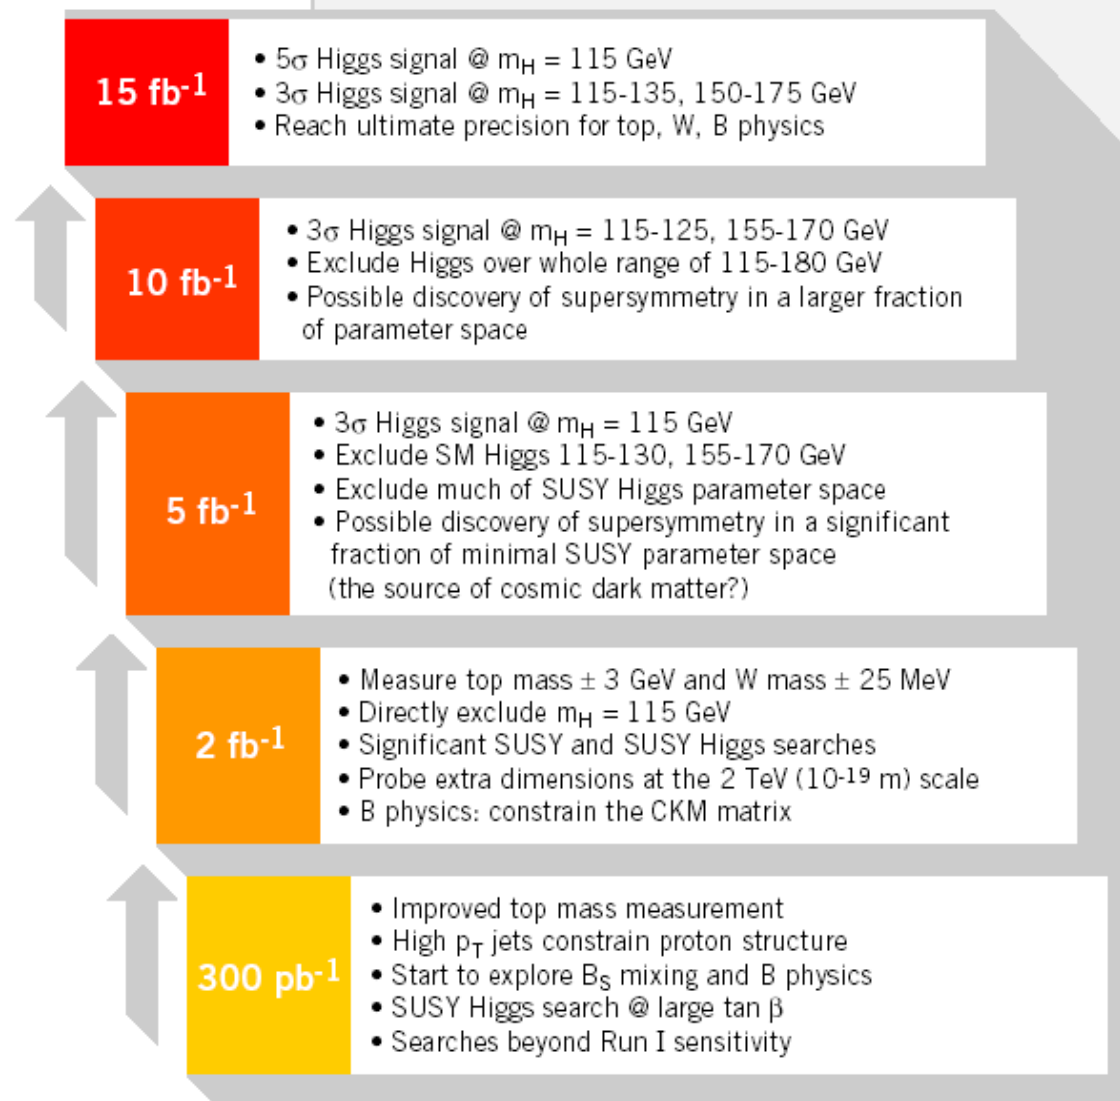 15 fb-1
• 5σ Higgs signal @ mH = 115 GeV
• 3σ Higgs signal @ mH = 115-135, 150-175 GeV
• Reach ultimate precision for top, W, B physics
10 fb-1
• 3σ Higgs signal @ mH = 115-125, 155-170 GeV
• Exclude Higgs over whole range of 115-180 GeV
• Possible discovery of supersymmetry in a larger fraction
of parameter space
5 fb-1
• 3σ Higgs signal @ mH = 115 GeV
• Exclude SM Higgs 115-130, 155-170 GeV
• Exclude much of SUSY Higgs parameter space
• Possible discovery of supersymmetry in a significant
fraction of minimal SUSY parameter space
(the source of cosmic dark matter?)
2 fb-1
• Measure top mass ± 3 GeV and W mass ± 25 MeV
• Directly exclude mH = 115 GeV
• Significant SUSY and SUSY Higgs searches
• Probe extra dimensions at the 2 TeV (10-19 m) scale
• B physics: constrain the CKM matrix
300 pb-1
• Improved top mass measurement
• High pT jets constrain proton structure
• Start to explore BS mixing and B physics
• SUSY Higgs search @ large tan β
• Searches beyond Run I sensitivity